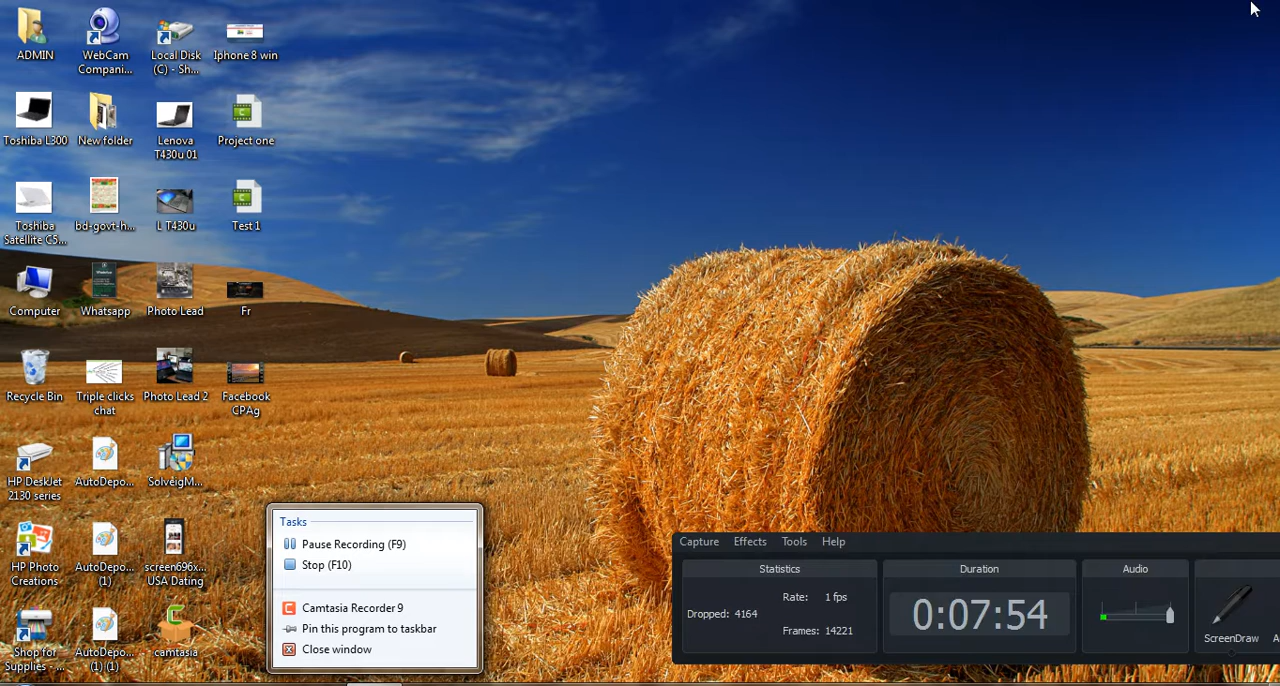 ADMIN
WebCam
Compani...
Local Disk
(C) - Sh...
Iphone 8 win
Toshiba L300
New folder
Lenova
T430u 01
Project one
Toshiba
Satellite C5...
bd-govt-h...
L T430u
Test 1
Computer
Whatsapp
Photo Lead
Fr
Recycle Bin
Triple clicks
chat
Photo Lead 2
Facebook
CPAg
HP DeskJet
2130 series
AutoDepo...
SolveigM...
HP Photo
Creations
AutoDepo...
(1)
screen696x...
USA Dating
Shop for
Supplies - ...
AutoDepo...
(1) (1)
camtasia
Tasks
Pause Recording (F9)
Stop (F10)
Camtasia Recorder 9
Pin this program to taskbar
Close window
Capture Effects Tools Help
Statistics
Duration
Audio
Rate: 1 fps
Dropped: 4164
Frames: 14221
0:07:54
ScreenDraw
A